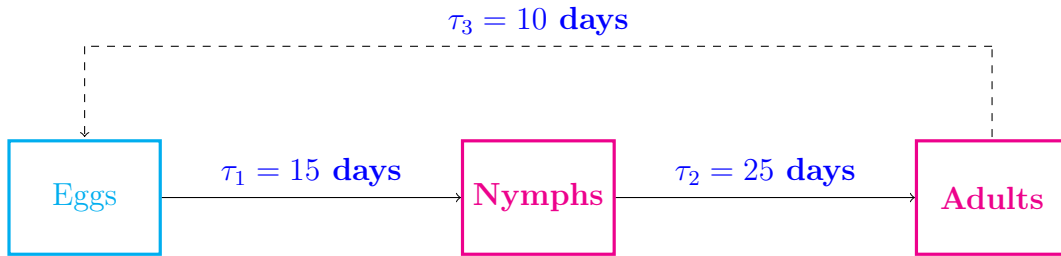 τ₃ = 10 days
τ₁ = 15 days
τ₂ = 25 days
Eggs
Nymphs
Adults